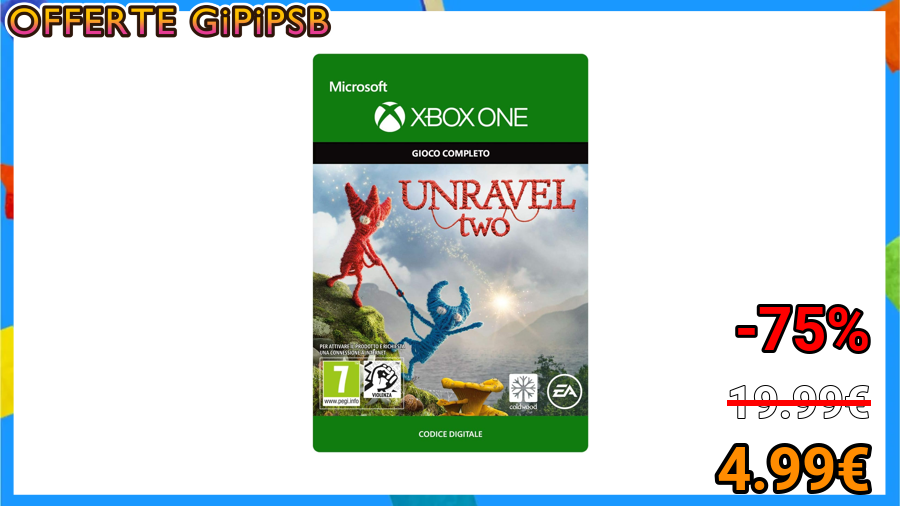 OFFERTE GiPiPSB
Microsoft
XBOX ONE
GIOCO COMPLETO
UNRAVEL
two
PER ATTIVARE IL PRODOTTO È RICHIESTA
UNA CONNESSIONE A INTERNET
7
www.pegi.info
VIOLENZA
coldwood
EA
CODICE DIGITALE
-75%
19.99€
4.99€